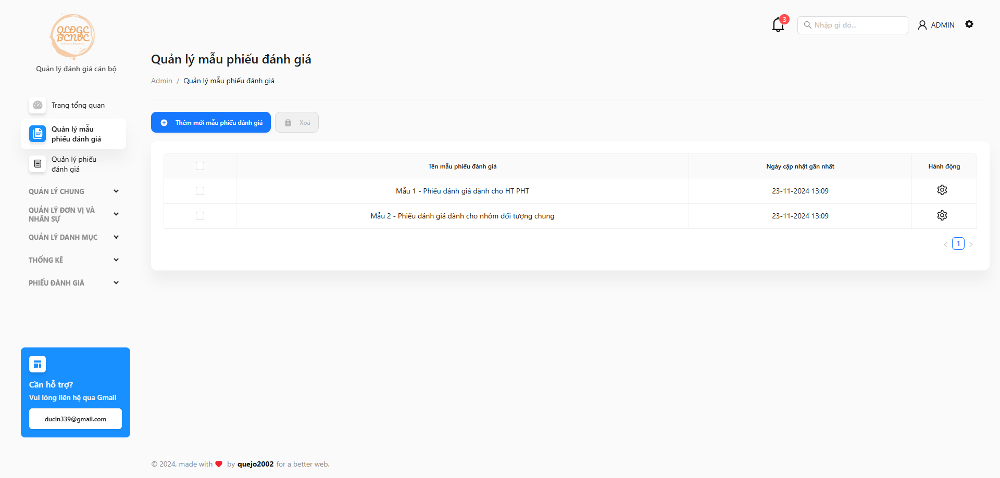 QLĐGC
BCNVC
Quản lý đánh giá cán bộ
Trang tổng quan
Quản lý mẫu
phiếu đánh giá
Quản lý phiếu
đánh giá
QUẢN LÝ CHUNG
QUẢN LÝ ĐƠN VỊ VÀ
NHÂN SỰ
QUẢN LÝ DANH MỤC
THỐNG KÊ
PHIẾU ĐÁNH GIÁ
Cần hỗ trợ?
Vui lòng liên hệ qua Gmail
ducln339@gmail.com
3
Nhập gì đó...
ADMIN
Quản lý mẫu phiếu đánh giá
Admin / Quản lý mẫu phiếu đánh giá
Thêm mới mẫu phiếu đánh giá
Xoá
Tên mẫu phiếu đánh giá Ngày cập nhật gần nhất Hành động
Mẫu 1 - Phiếu đánh giá dành cho HT PHT 23-11-2024 13:09
Mẫu 2 - Phiếu đánh giá dành cho nhóm đối tượng chung 23-11-2024 13:09
< 1 >
© 2024, made with ❤ by quejo2002 for a better web.